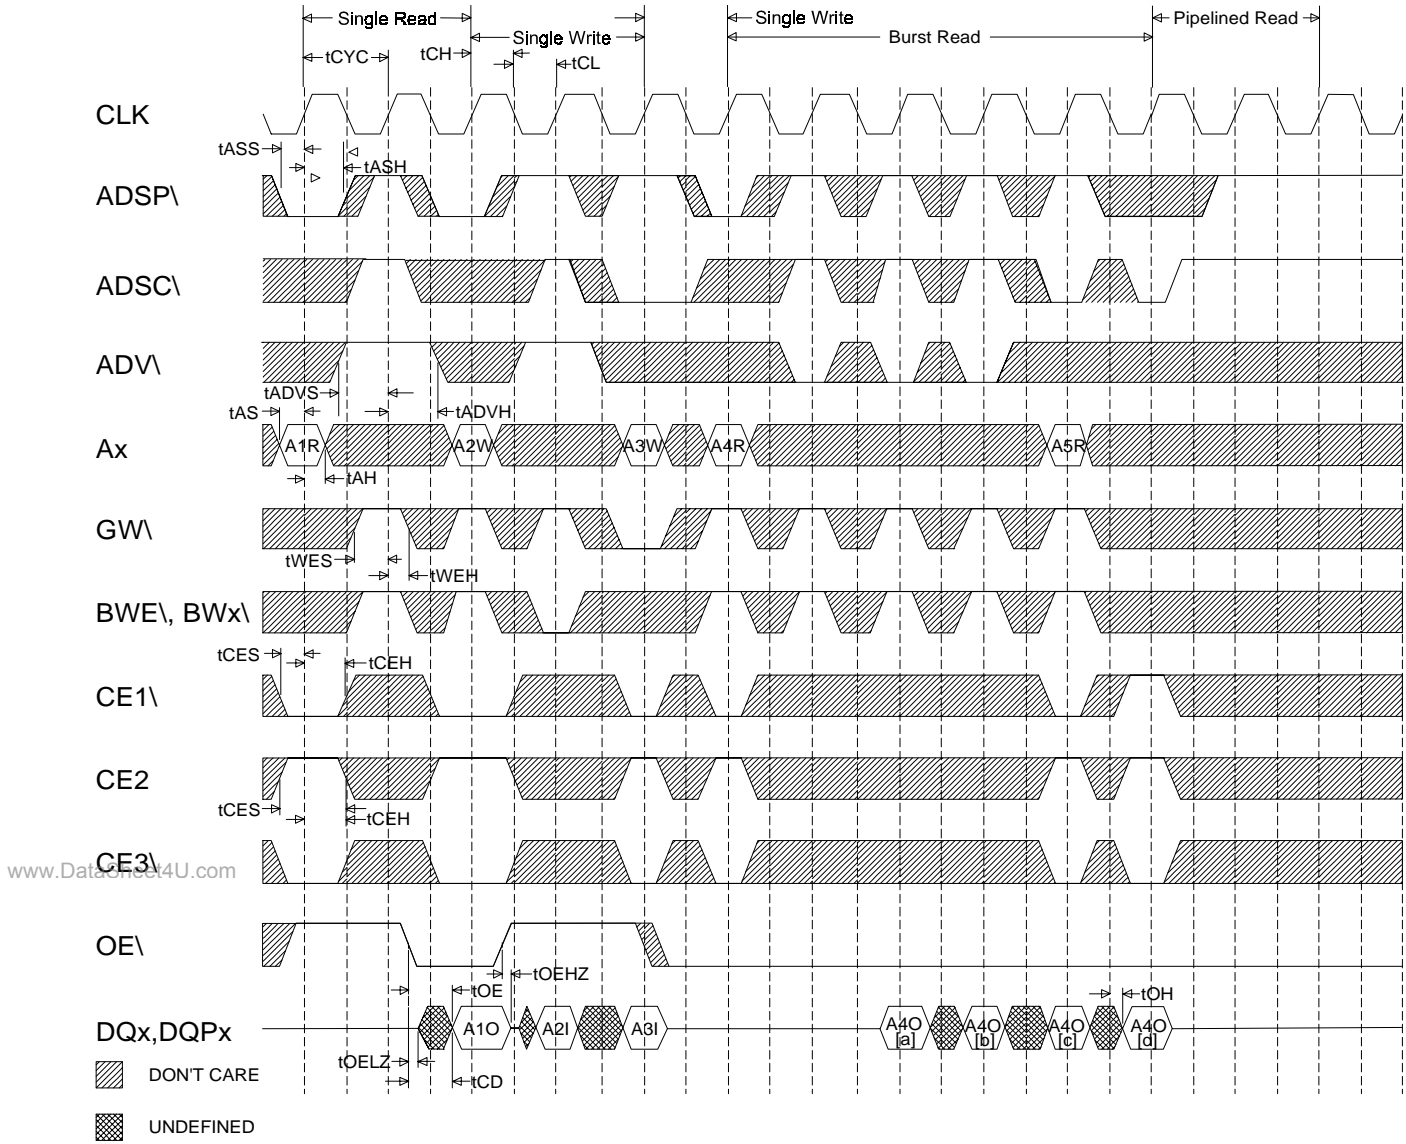 Single Read
Single Write
Pipelined Read
Single Write
Burst Read
tCYC
tCH
tCL
CLK
tASS
tASH
ADSP\
ADSC\
ADV\
tADVS
tAS
tADVH
Ax
A1R
A2W
A3W
A4R
A5R
tAH
GW\
tWES
tWEH
BWE\, BWx\
tCES
tCEH
CE1\
CE2
tCES
tCEH
CE3\
www.DataSheet4U.com
OE\
tOEHZ
tOE
tOH
DQx,DQPx
A1O
A2I
A3I
A4O
[a]
A4O
[b]
A4O
[c]
A4O
[d]
tOELZ
tCD
DON'T CARE
UNDEFINED